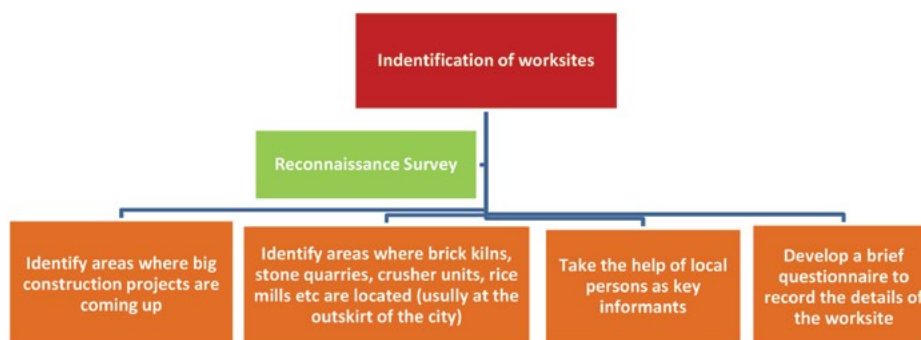 Indentification of worksites
Reconnaissance Survey
Identify areas where big
construction projects are
coming up
Identify areas where brick kilns,
stone quarries, crusher units, rice
mills etc are located (usully at the
outskirt of the city)
Take the help of local
persons as key
informants
Develop a brief
questionnaire to
record the details of
the worksite